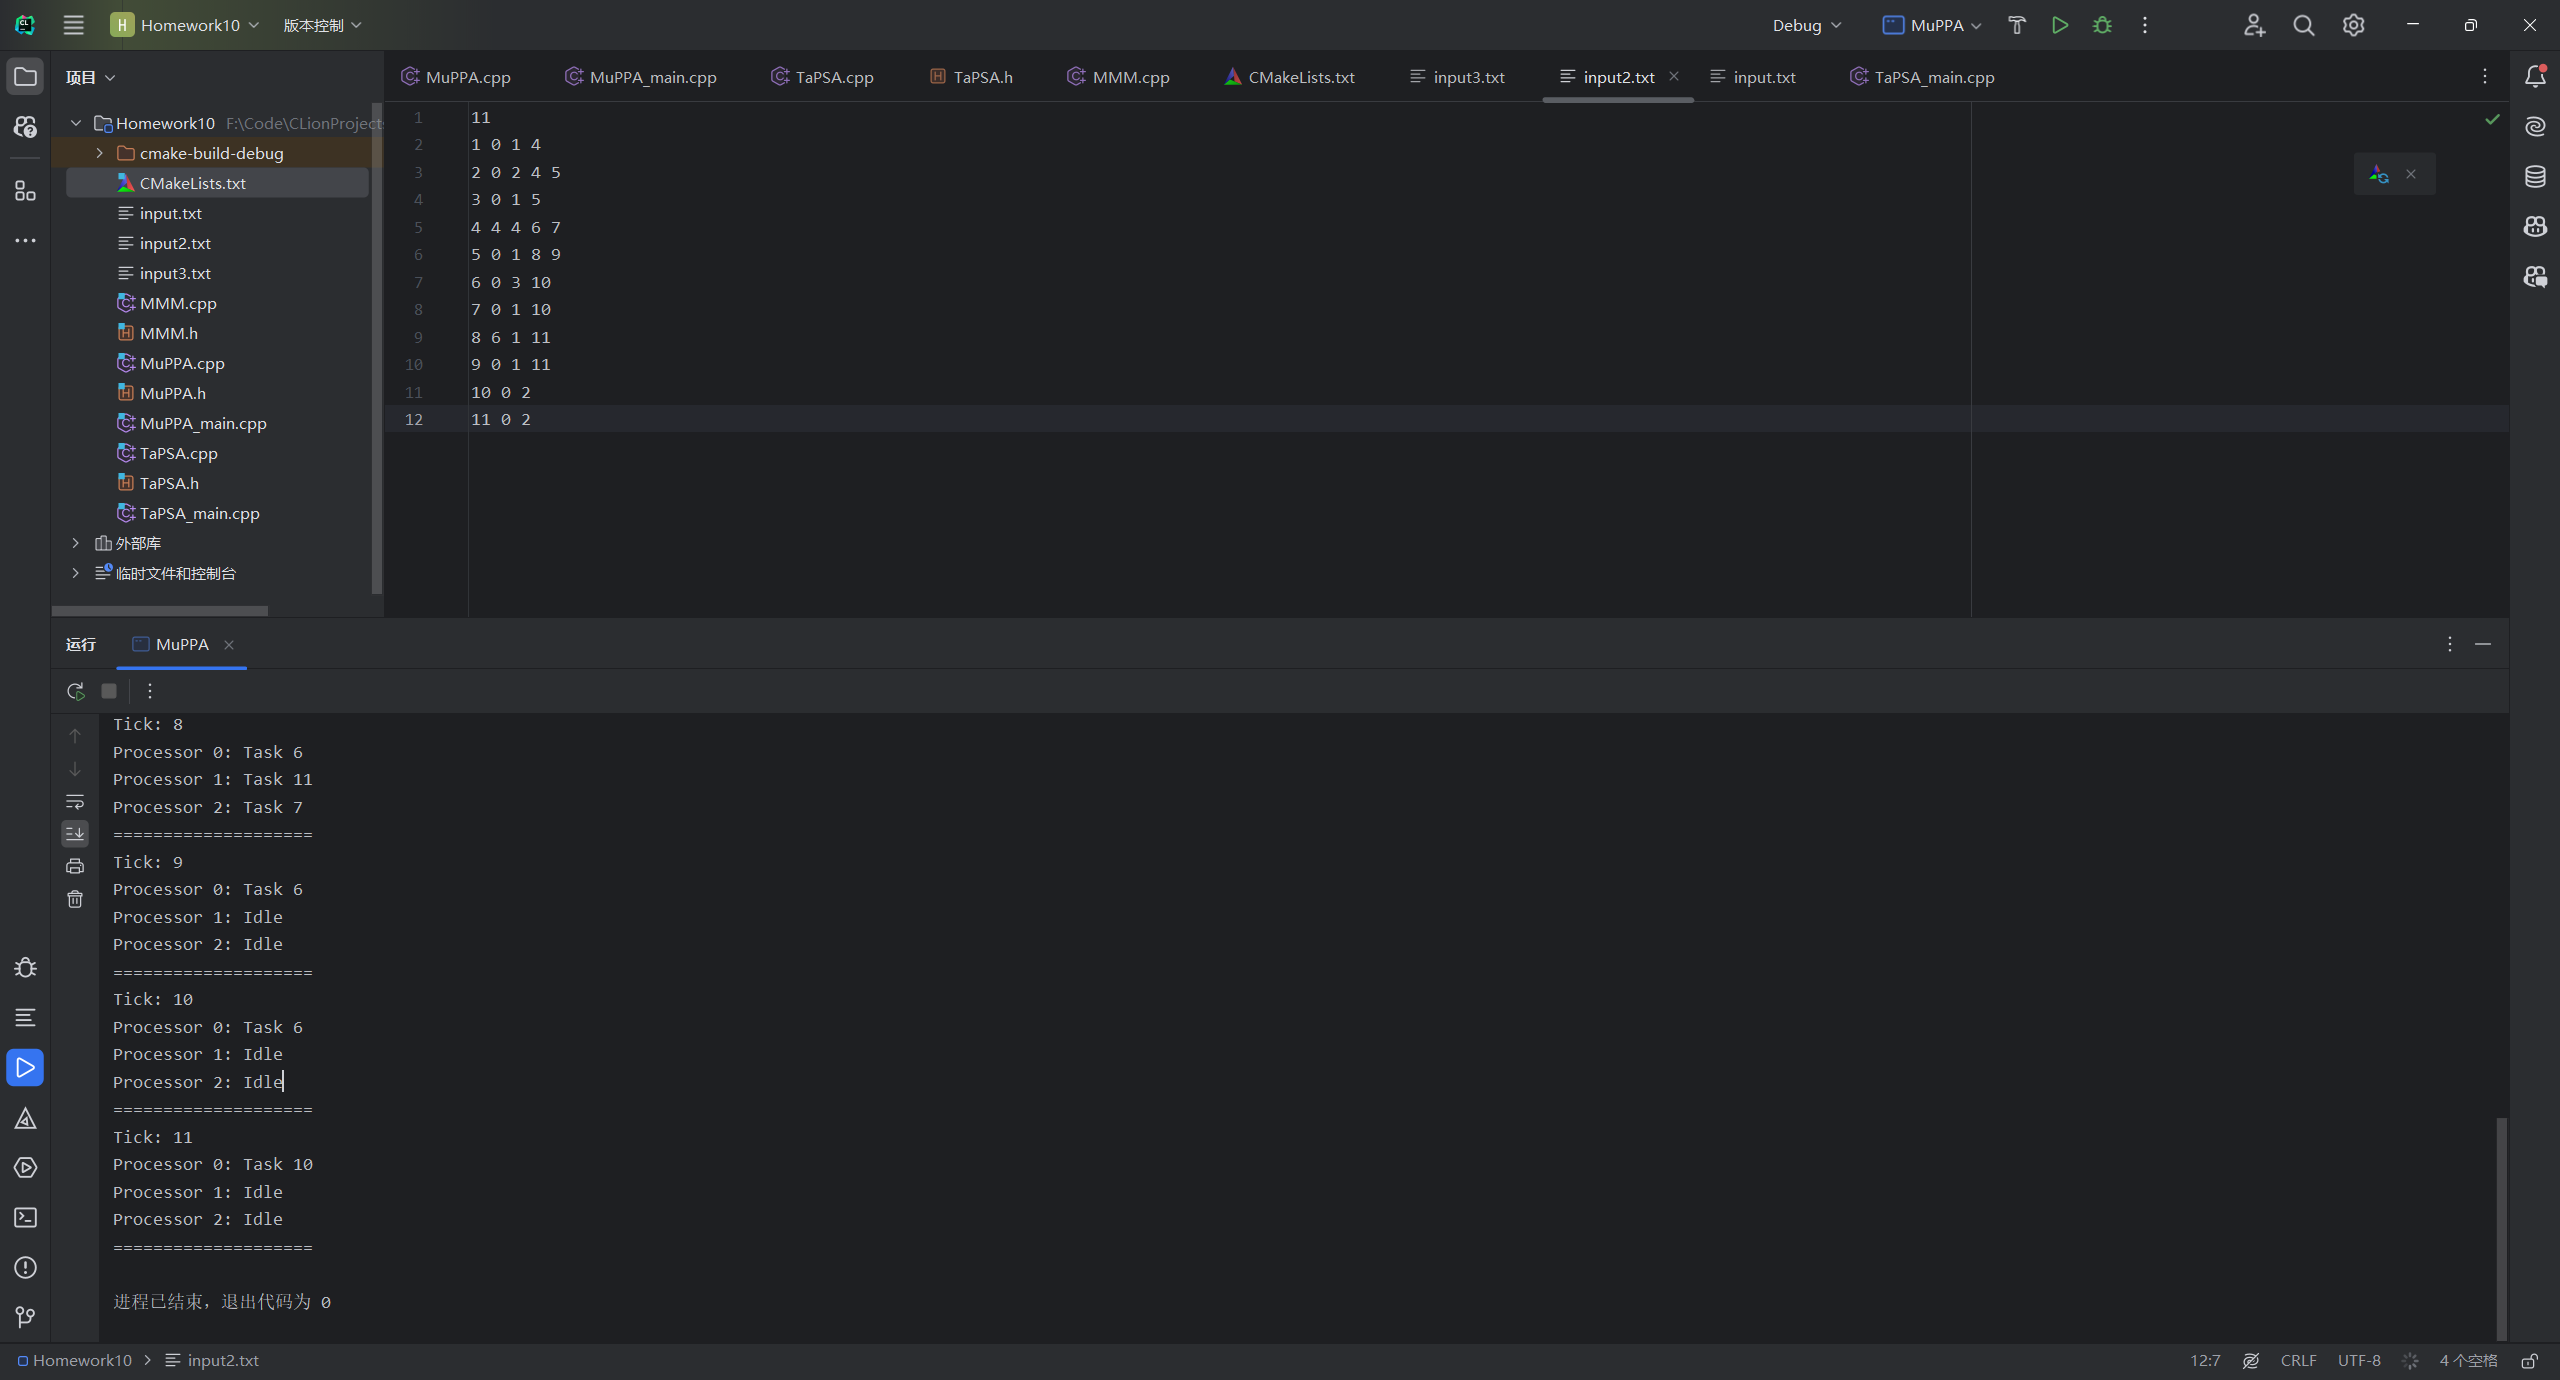 H Homework10 版本控制 Debug MuPPA
项目
MuPPA.cpp MuPPA_main.cpp TaPSA.cpp TaPSA.h MMM.cpp CMakeLists.txt input3.txt input2.txt input.txt TaPSA_main.cpp
Homework10 F:\Code\CLionProject
cmake-build-debug
CMakeLists.txt
input.txt
input2.txt
input3.txt
MMM.cpp
MMM.h
MuPPA.cpp
MuPPA.h
MuPPA_main.cpp
TaPSA.cpp
TaPSA.h
TaPSA_main.cpp
外部库
临时文件和控制台
1 11
2 1 0 1 4
3 2 0 2 4 5
4 3 0 1 5
5 4 4 4 6 7
6 5 0 1 8 9
7 6 0 3 10
8 7 0 1 10
9 8 6 1 11
10 9 0 1 11
11 10 0 2
12 11 0 2
运行 MuPPA
Tick: 8
Processor 0: Task 6
Processor 1: Task 11
Processor 2: Task 7
====================
Tick: 9
Processor 0: Task 6
Processor 1: Idle
Processor 2: Idle
====================
Tick: 10
Processor 0: Task 6
Processor 1: Idle
Processor 2: Idle
====================
Tick: 11
Processor 0: Task 10
Processor 1: Idle
Processor 2: Idle
====================
进程已结束，退出代码为 0
Homework10 input2.txt 12:7 CRLF UTF-8 4 个空格